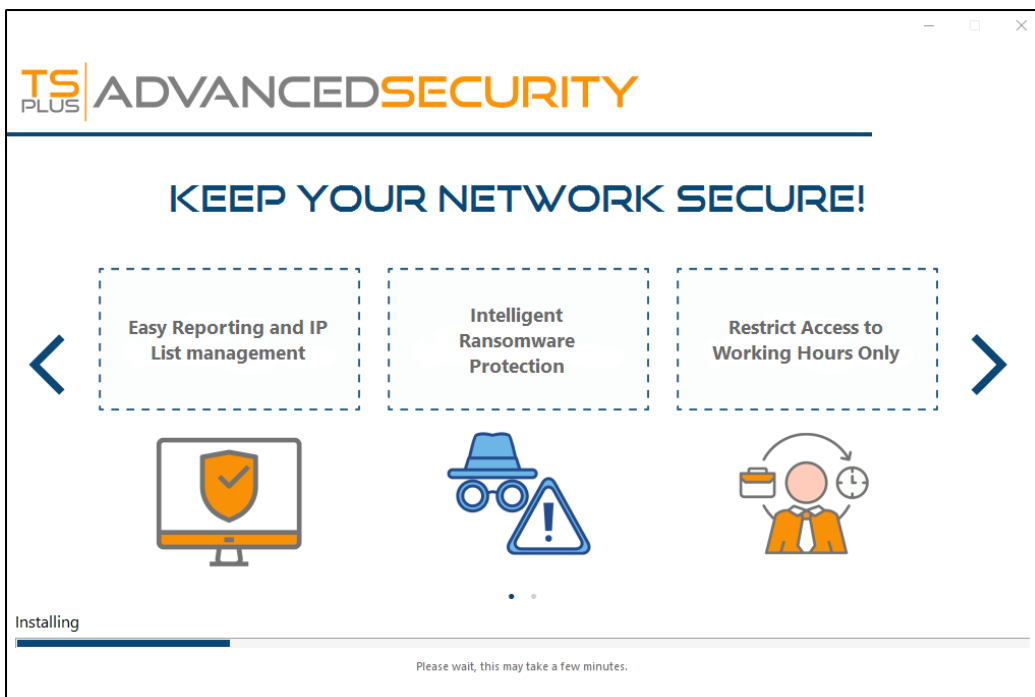 TS PLUS ADVANCEDSECURITY
KEEP YOUR NETWORK SECURE!
Easy Reporting and IP
List management
Intelligent
Ransomware
Protection
Restrict Access to
Working Hours Only
Installing
Please wait, this may take a few minutes.